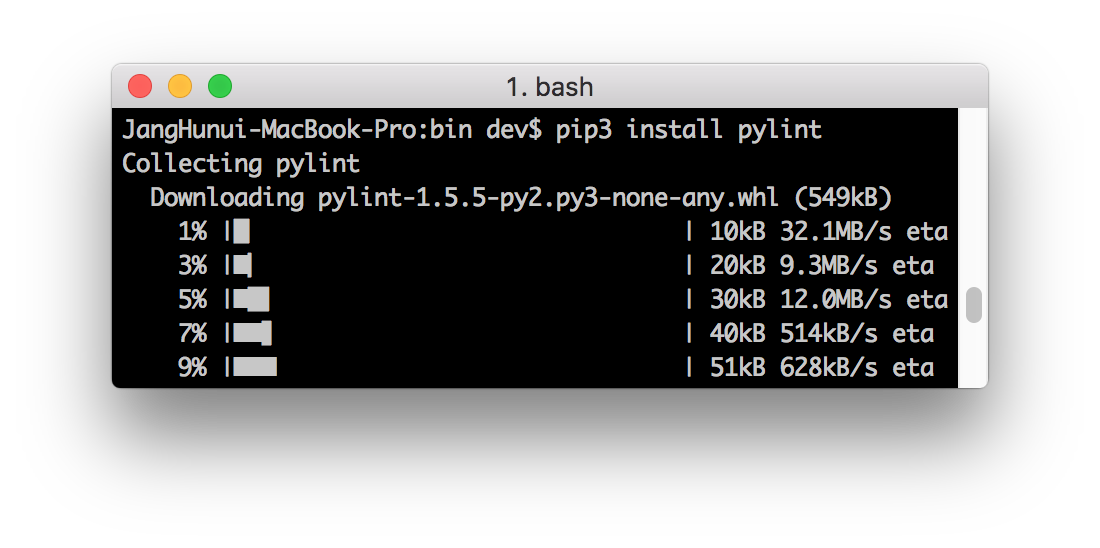 1. bash
JangHunui-MacBook-Pro:bin dev$ pip3 install pylint
Collecting pylint
Downloading pylint-1.5.5-py2.py3-none-any.whl (549kB)
1% |█ | 10kB 32.1MB/s eta
3% |█ | 20kB 9.3MB/s eta
5% |██ | 30kB 12.0MB/s eta
7% |██ | 40kB 514kB/s eta
9% |███ | 51kB 628kB/s eta